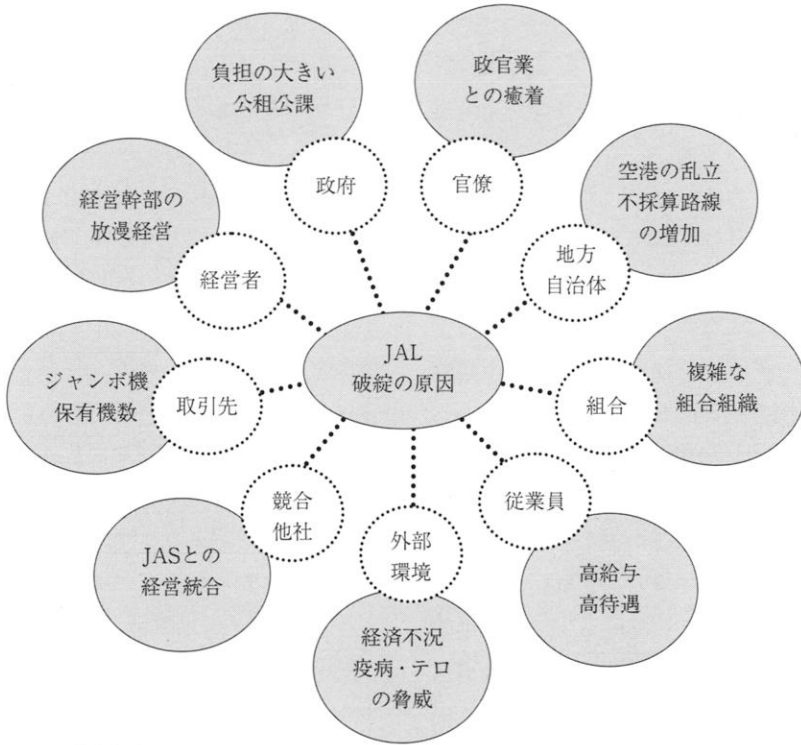 負担の大きい
公租公課
政府
政官業
との癒着
官僚
空港の乱立
不採算路線
の増加
地方
自治体
複雑な
組合組織
組合
高給与
高待遇
従業員
経済不況
疫病・テロ
の脅威
外部
環境
JASとの
経営統合
競合
他社
ジャンボ機
保有機数
取引先
経営幹部の
放漫経営
経営者
JAL
破綻の原因